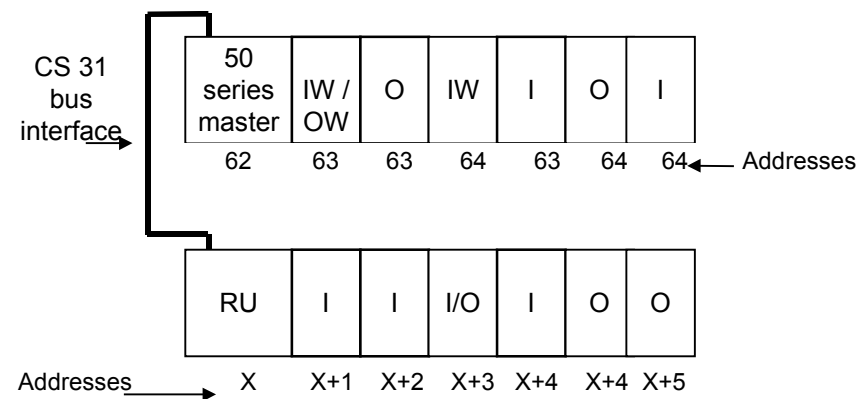 CS 31
bus
interface
50
series
master
IW /
OW
O
IW
I
O
I
62 63 63 64 63 64 64
Addresses
RU I I I/O I O O
Addresses X X+1 X+2 X+3 X+4 X+4 X+5